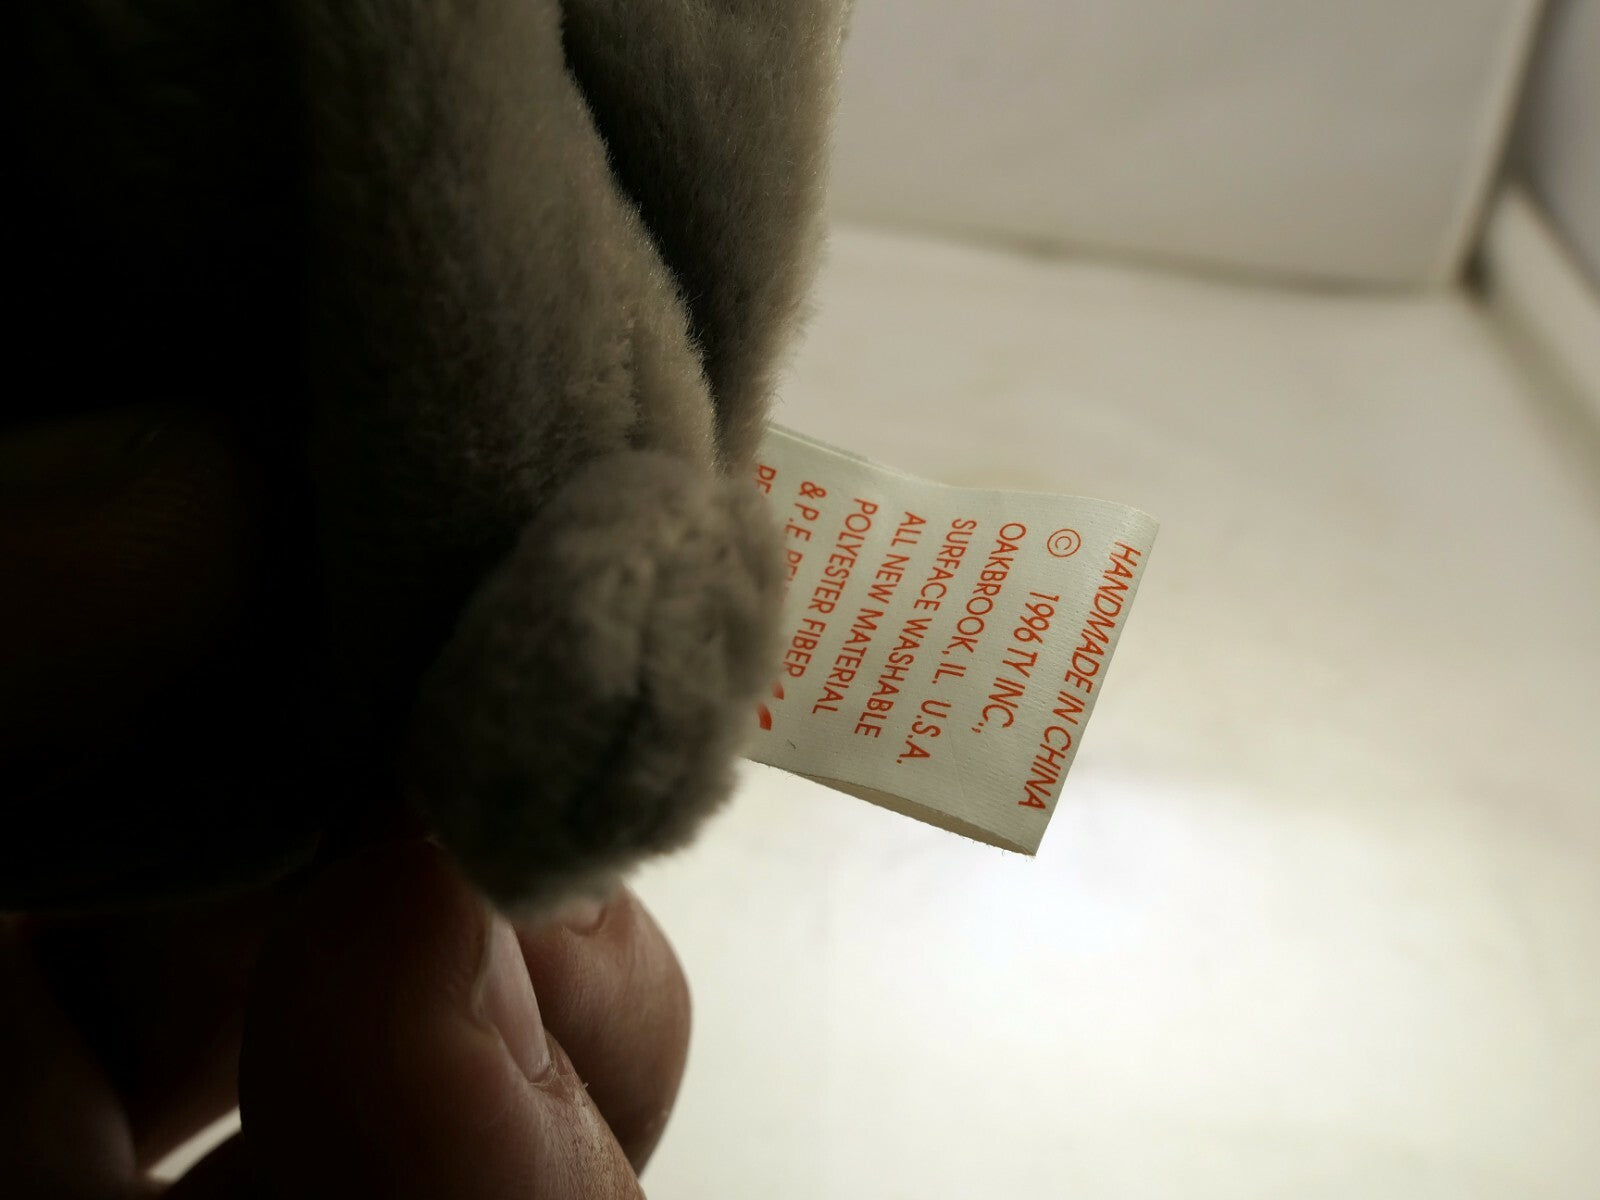 HANDMADE IN CHINA
© 1996 TY INC.,
OAKBROOK, IL. U.S.A.
SURFACE WASHABLE
ALL NEW MATERIAL
POLYESTER FIBER
& P.E.